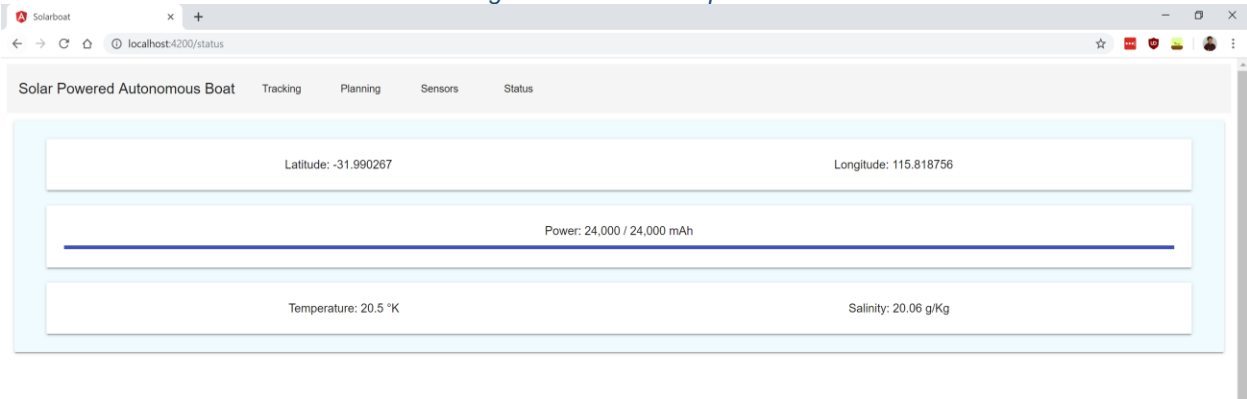 Solarboat
localhost:4200/status
Solar Powered Autonomous Boat Tracking Planning Sensors Status
Latitude: -31.990267 Longitude: 115.818756
Power: 24,000 / 24,000 mAh
Temperature: 20.5 °K Salinity: 20.06 g/Kg